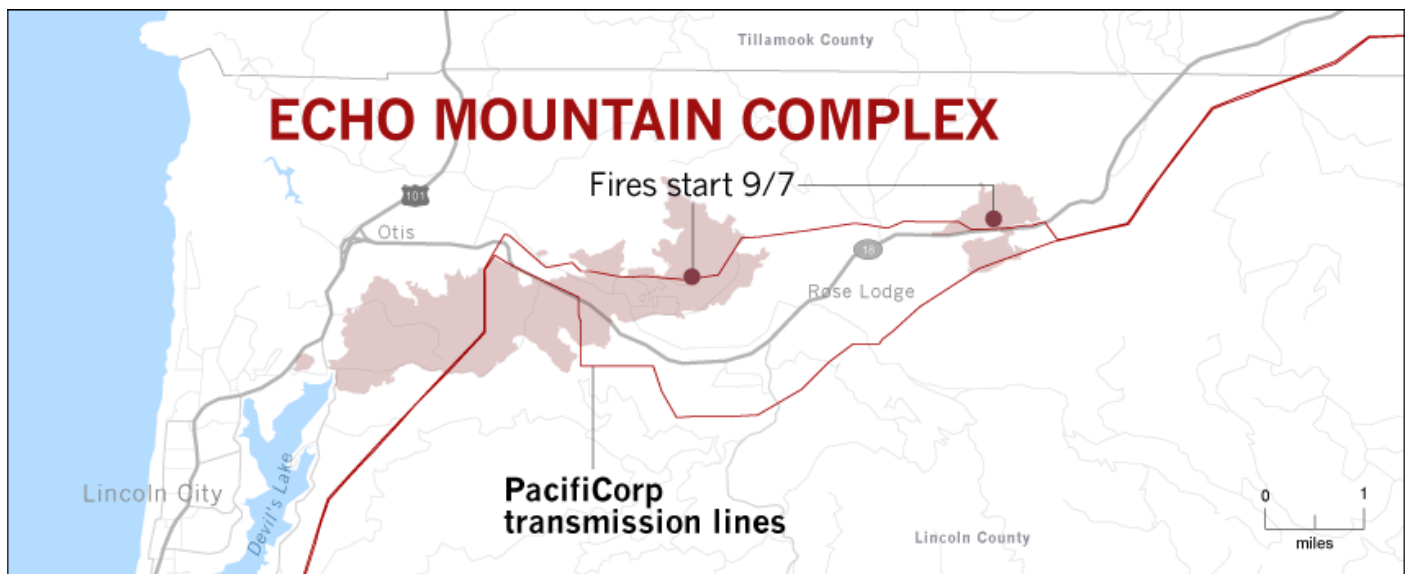 Tillamook County
ECHO MOUNTAIN COMPLEX
Fires start 9/7
101
Otis
18
Rose Lodge
PacifiCorp
transmission lines
Lincoln City
Devil's Lake
Lincoln County
0 1
miles